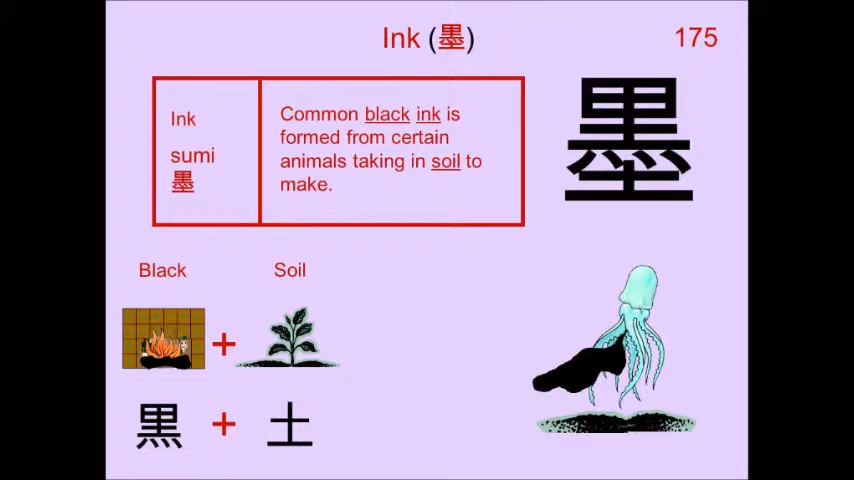 Ink (墨)
175
Ink
sumi
墨
Common black ink is
formed from certain
animals taking in soil to
make.
墨
Black
Soil
+
黒 + 土